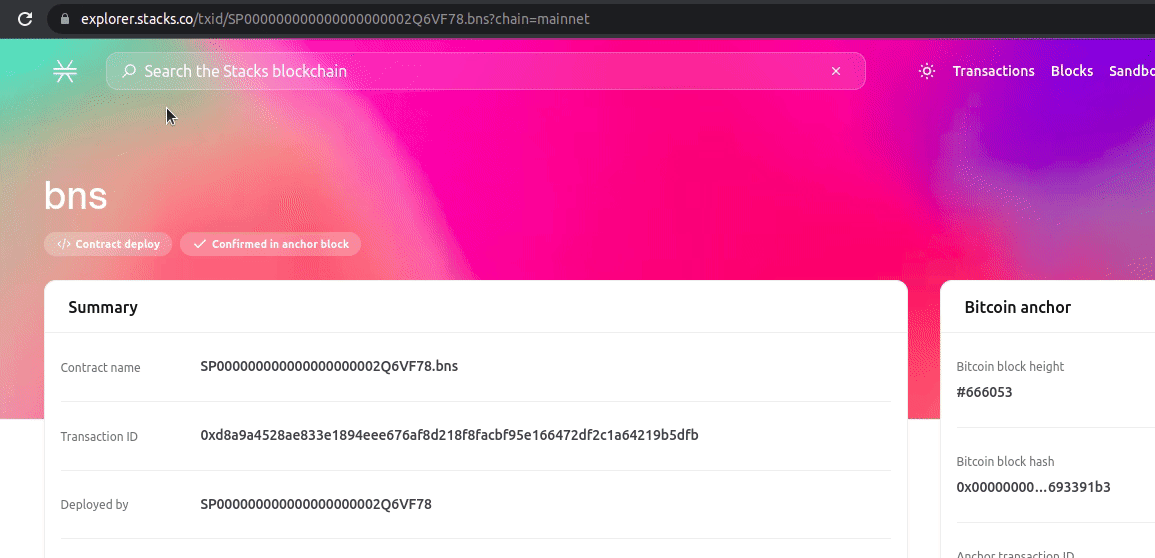 explorer.stacks.co/txid/SP000000000000000000002Q6VF78.bns?chain=mainnet
Search the Stacks blockchain
Transactions Blocks Sandbo
bns
</> Contract deploy Confirmed in anchor block
Summary
Contract name SP000000000000000000002Q6VF78.bns
Transaction ID 0xd8a9a4528ae833e1894eee676af8d218f8facbf95e166472df2c1a64219b5dfb
Deployed by SP000000000000000000002Q6VF78
Bitcoin anchor
Bitcoin block height
#666053
Bitcoin block hash
0x00000000...693391b3
Anchor transaction ID